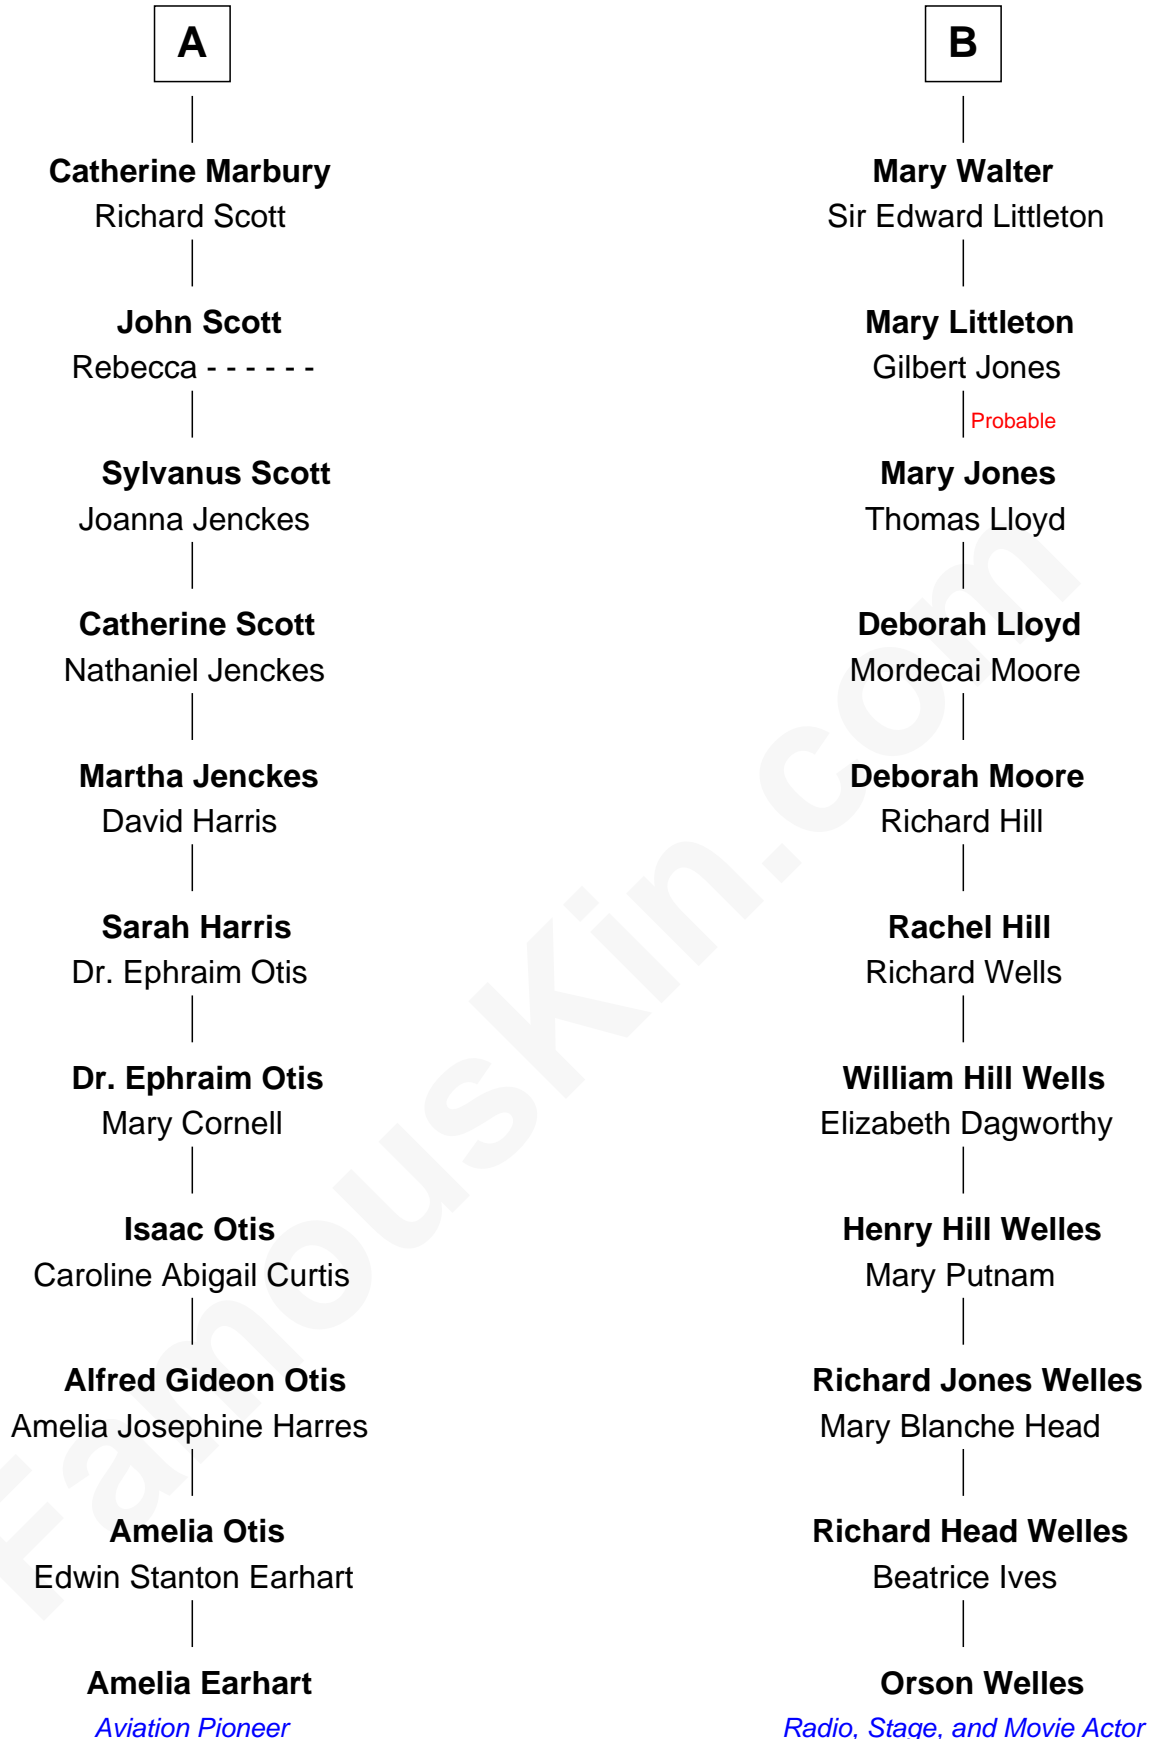 A
Catherine Marbury
Richard Scott
John Scott
Rebecca - - - - - -
Sylvanus Scott
Joanna Jenckes
Catherine Scott
Nathaniel Jenckes
Martha Jenckes
David Harris
Sarah Harris
Dr. Ephraim Otis
Dr. Ephraim Otis
Mary Cornell
Isaac Otis
Caroline Abigail Curtis
Alfred Gideon Otis
Amelia Josephine Harres
Amelia Otis
Edwin Stanton Earhart
Amelia Earhart
Aviation Pioneer
B
Mary Walter
Sir Edward Littleton
Mary Littleton
Gilbert Jones
Probable
Mary Jones
Thomas Lloyd
Deborah Lloyd
Mordecai Moore
Deborah Moore
Richard Hill
Rachel Hill
Richard Wells
William Hill Wells
Elizabeth Dagworthy
Henry Hill Welles
Mary Putnam
Richard Jones Welles
Mary Blanche Head
Richard Head Welles
Beatrice Ives
Orson Welles
Radio, Stage, and Movie Actor
FamousKin.com